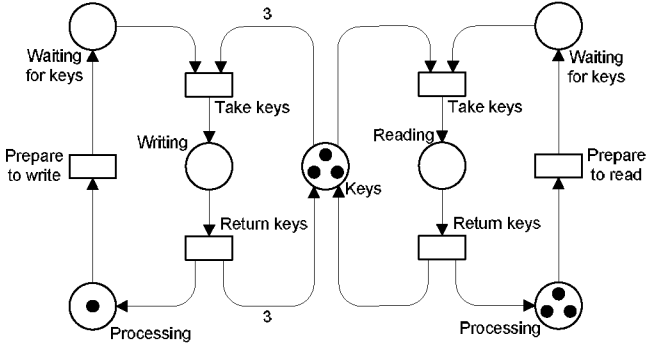 3
Waiting
for keys
Waiting
for keys
Take keys
Take keys
Writing
Reading
Prepare
to write
Prepare
to read
Keys
Return keys
Return keys
3
Processing
Processing